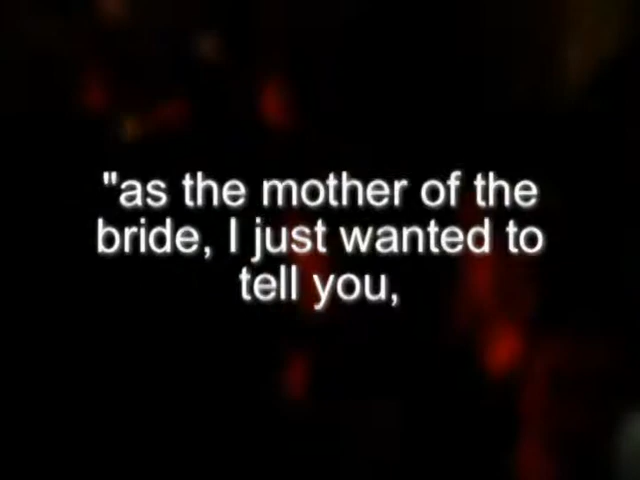 "as the mother of the
bride, I just wanted to
tell you,